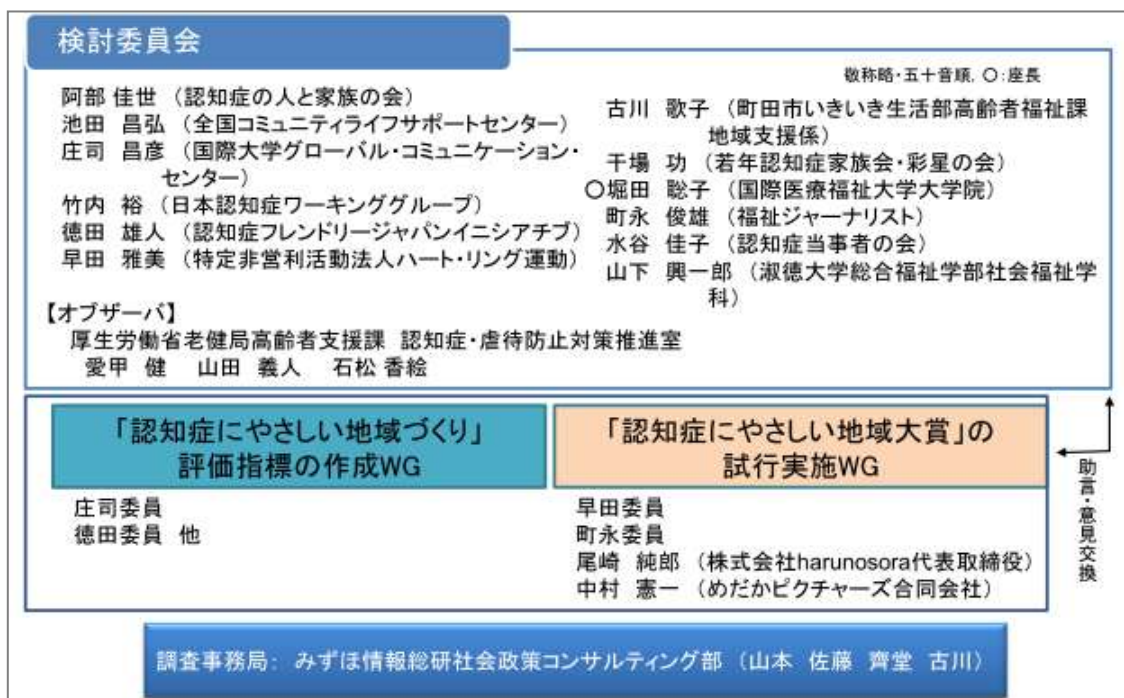 検討委員会
敬称略・五十音順, 〇:座長
阿部 佳世 (認知症の人と家族の会)
池田 昌弘 (全国コミュニティライフサポートセンター)
庄司 昌彦 (国際大学グローバル・コミュニケーション・
センター)
竹内 裕 (日本認知症ワーキンググループ)
徳田 雄人 (認知症フレンドリージャパンイニシアチブ)
早田 雅美 (特定非営利活動法人ハート・リング運動)
古川 歌子 (町田市いきいき生活部高齢者福祉課
地域支援係)
干場 功 (若年認知症家族会・彩星の会)
〇堀田 聡子 (国際医療福祉大学大学院)
町永 俊雄 (福祉ジャーナリスト)
水谷 佳子 (認知症当事者の会)
山下 興一郎 (淑徳大学総合福祉学部社会福祉学
科)
【オブザーバ】
厚生労働省老健局高齢者支援課 認知症・虐待防止対策推進室
愛甲 健 山田 義人 石松 香絵
「認知症にやさしい地域づくり」
評価指標の作成WG
庄司委員
徳田委員 他
「認知症にやさしい地域大賞」の
試行実施WG
早田委員
町永委員
尾崎 純郎 (株式会社harunosora代表取締役)
中村 憲一 (めだかピクチャーズ合同会社)
助言・意見交換
調査事務局: みずほ情報総研社会政策コンサルティング部 (山本 佐藤 齊堂 古川)